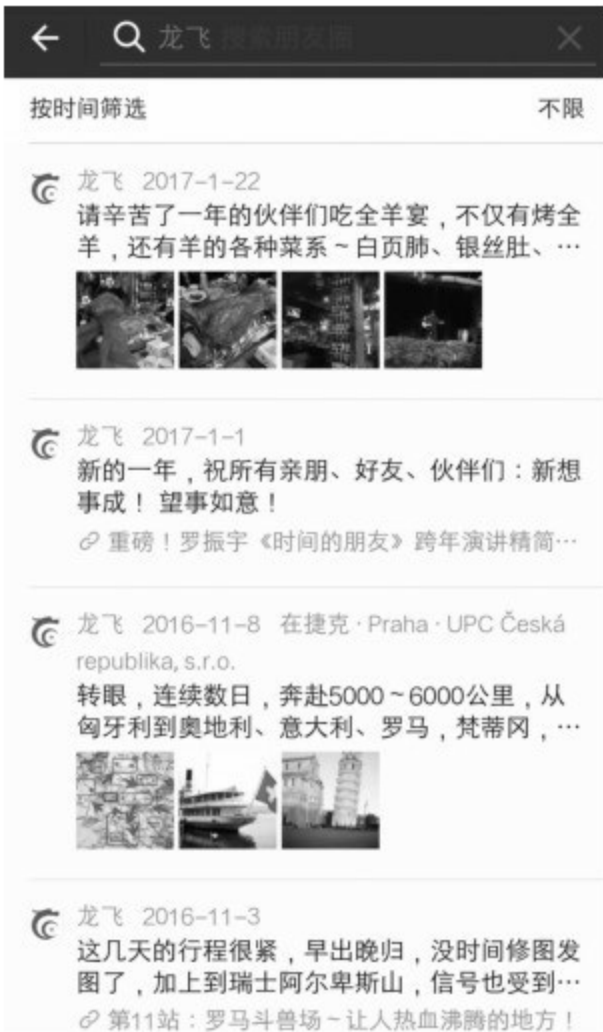 龙飞 搜索朋友圈
按时间筛选 不限
龙飞 2017-1-22
请辛苦了一年的伙伴们吃全羊宴，不仅有烤全
羊，还有羊的各种菜系～白页肺、银丝肚、…
龙飞 2017-1-1
新的一年，祝所有亲朋、好友、伙伴们：新想
事成！ 望事如意！
重磅！罗振宇《时间的朋友》跨年演讲精简…
龙飞 2016-11-8 在捷克·Praha·UPC Česká
republika, s.r.o.
转眼，连续数日，奔赴5000～6000公里，从
匈牙利到奥地利、意大利、罗马，梵蒂冈，…
龙飞 2016-11-3
这几天的行程很紧，早出晚归，没时间修图发
图了，加上到瑞士阿尔卑斯山，信号也受到…
第11站：罗马斗兽场～让人热血沸腾的地方！